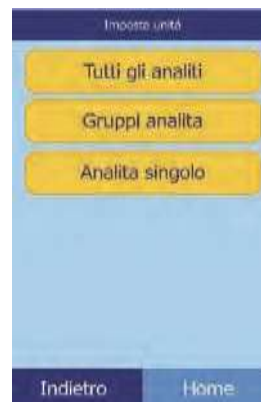 Imposta unità
Tutti gli analiti
Gruppi analita
Analita singolo
Indietro Home